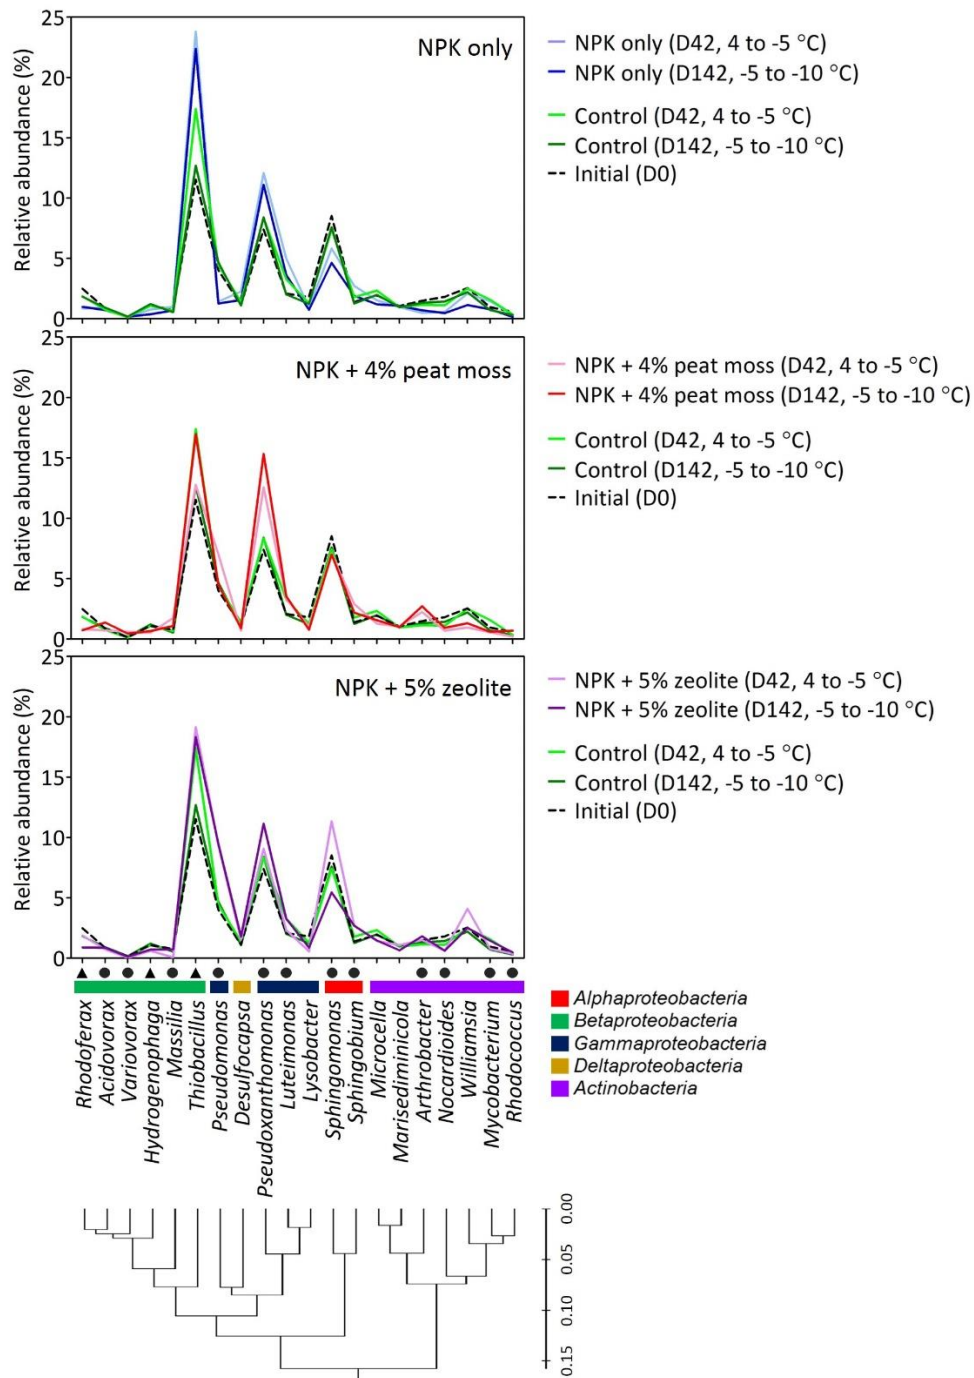 25
20
15
10
5
0
Relative abundance (%)
NPK only
NPK only (D42, 4 to -5 °C)
NPK only (D142, -5 to -10 °C)
Control (D42, 4 to -5 °C)
Control (D142, -5 to -10 °C)
Initial (D0)
25
20
15
10
5
0
Relative abundance (%)
NPK + 4% peat moss
NPK + 4% peat moss (D42, 4 to -5 °C)
NPK + 4% peat moss (D142, -5 to -10 °C)
Control (D42, 4 to -5 °C)
Control (D142, -5 to -10 °C)
Initial (D0)
25
20
15
10
5
0
Relative abundance (%)
NPK + 5% zeolite
NPK + 5% zeolite (D42, 4 to -5 °C)
NPK + 5% zeolite (D142, -5 to -10 °C)
Control (D42, 4 to -5 °C)
Control (D142, -5 to -10 °C)
Initial (D0)
Rhodoferax
Acidovorax
Variovorax
Hydrogenophaga
Massilia
Thiobacillus
Pseudomonas
Desulfocapsa
Pseudoxanthomonas
Luteimonas
Lysobacter
Sphingomonas
Sphingobium
Microcella
Marisediminicola
Arthrobacter
Nocardioides
Williamsia
Mycobacterium
Rhodococcus
Alphaproteobacteria
Betaproteobacteria
Gammaproteobacteria
Deltaproteobacteria
Actinobacteria
0.00
0.05
0.10
0.15